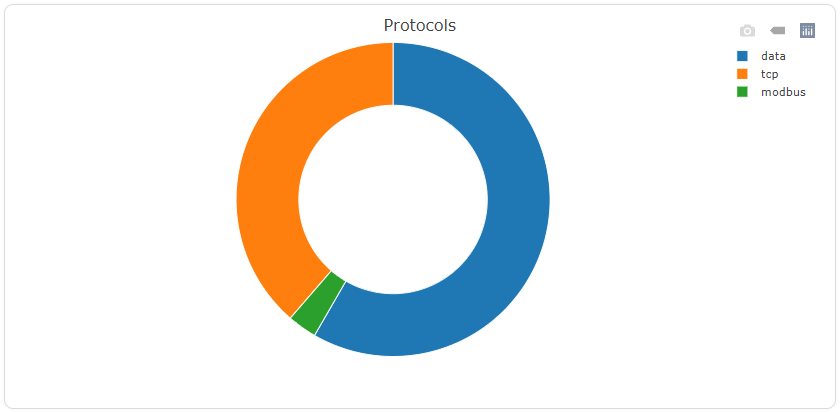 Protocols
data
tcp
modbus